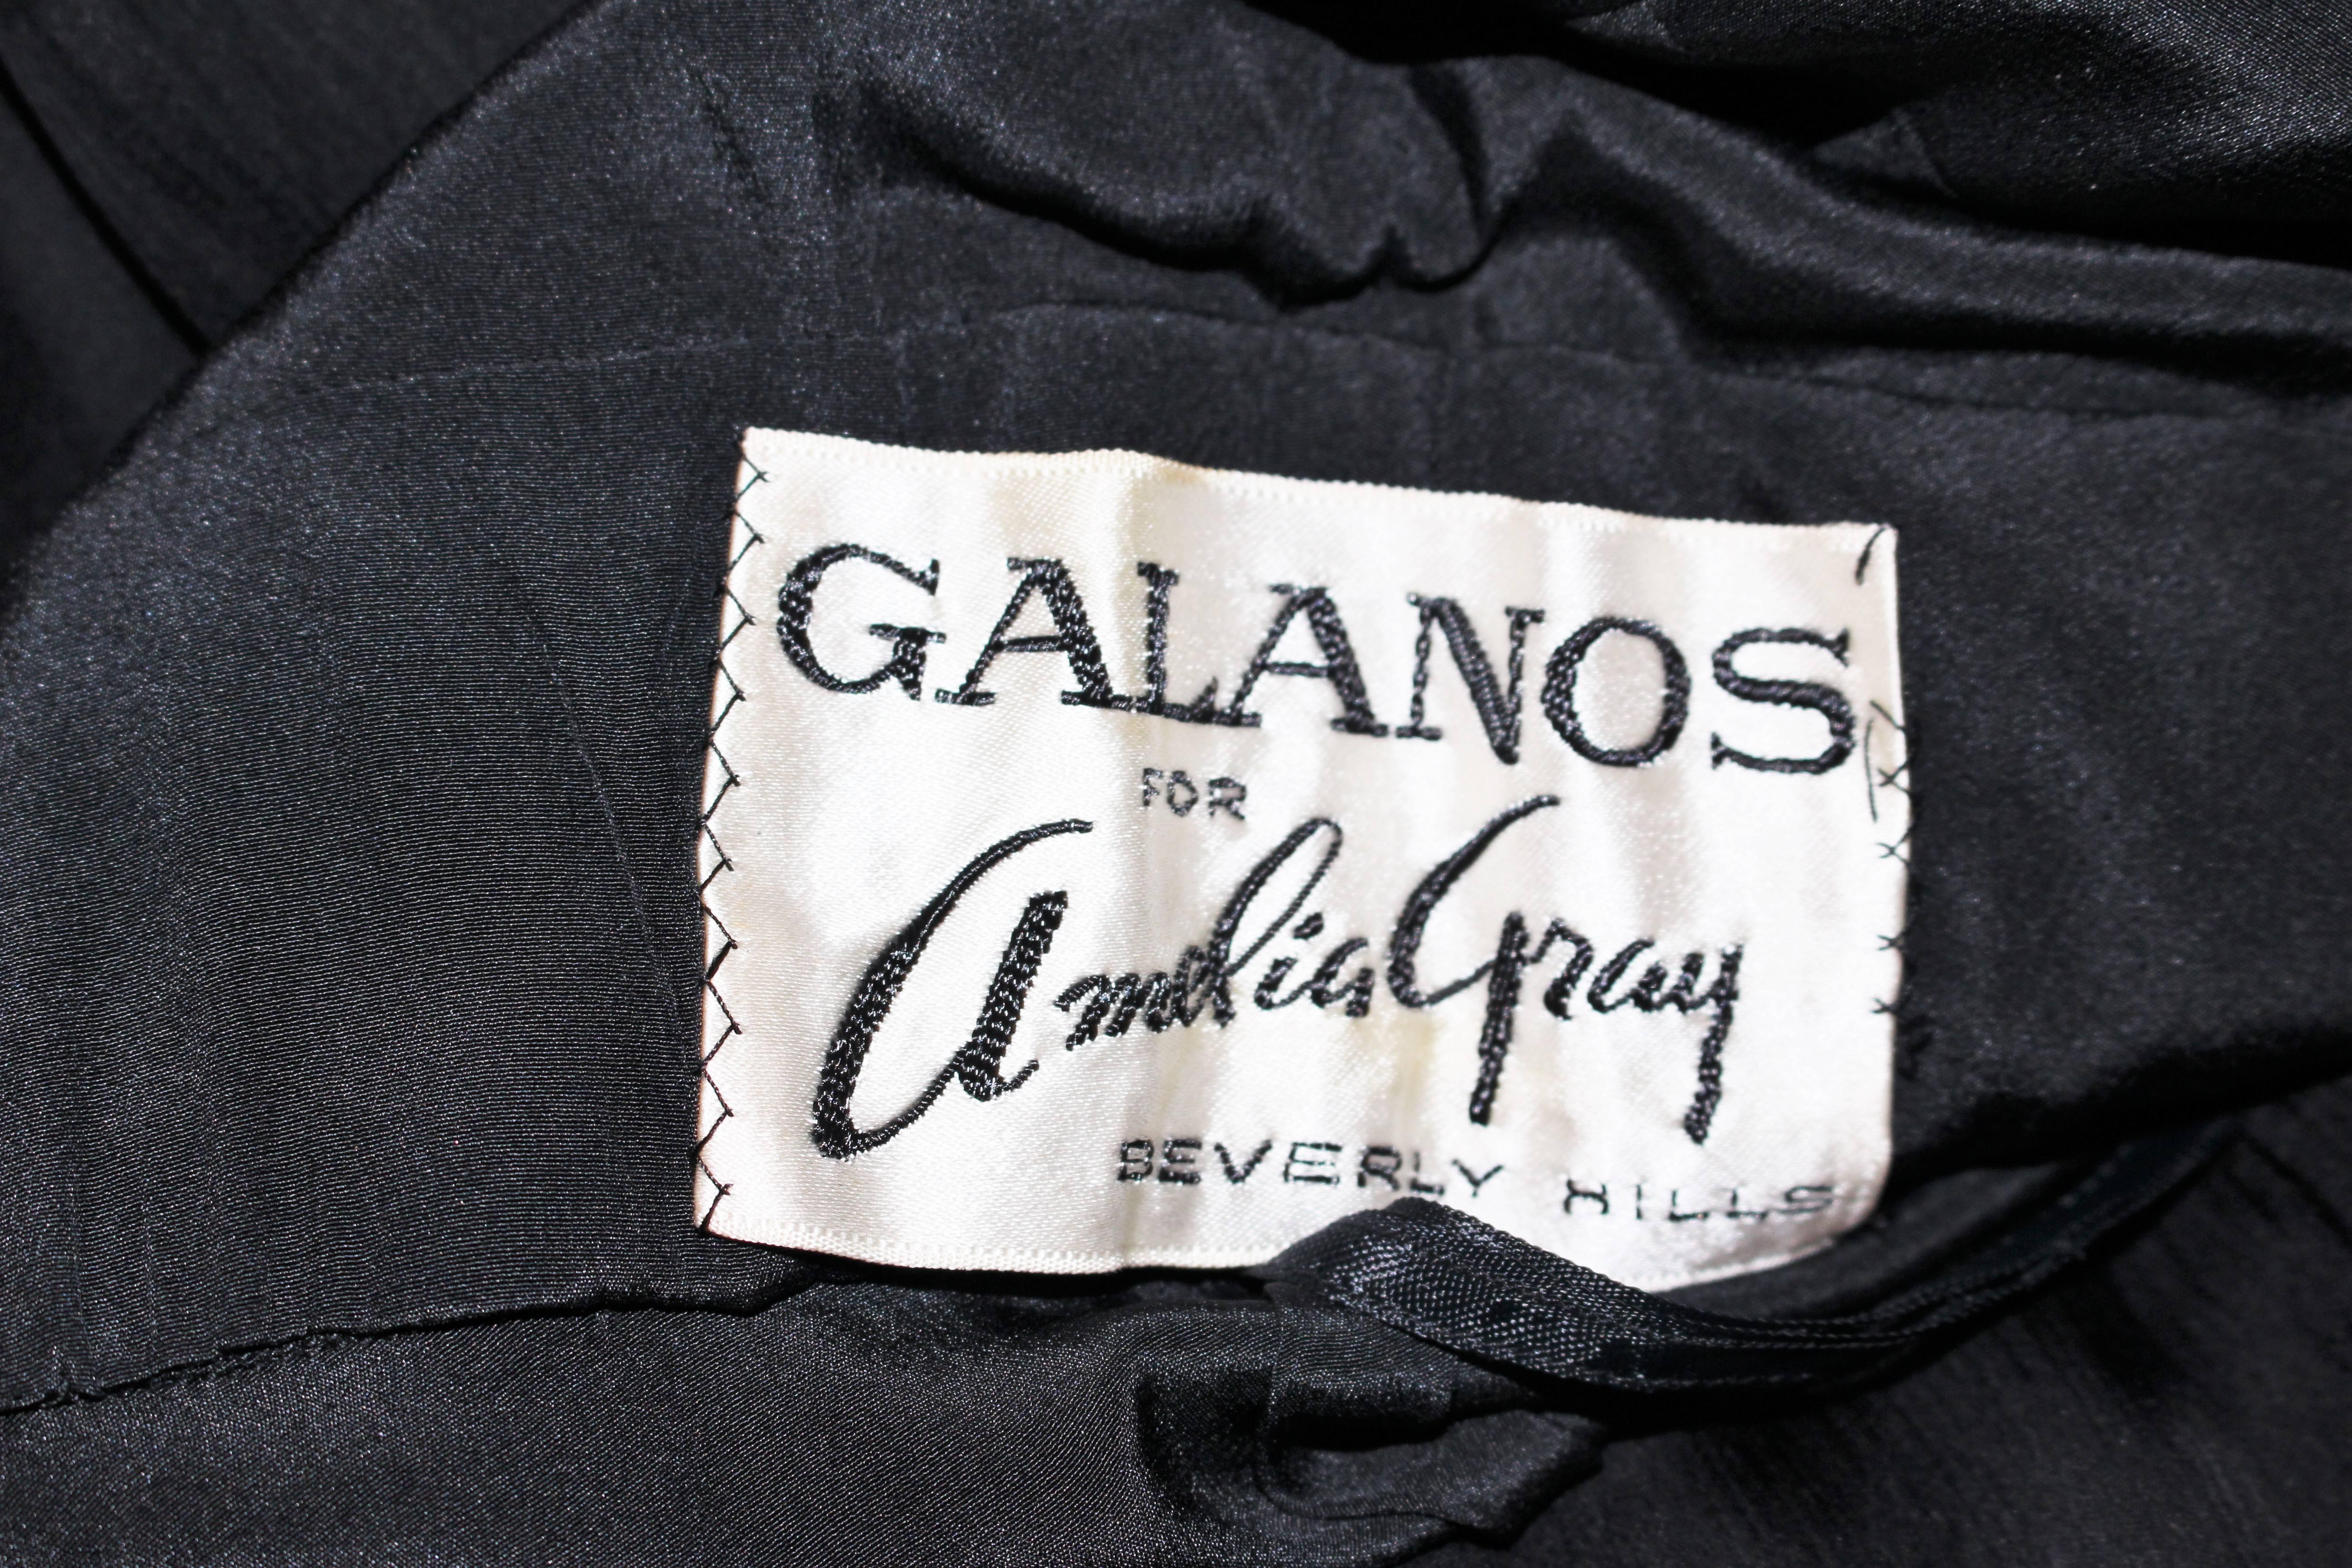 GALANOS
FOR
Amelia Gray
BEVERLY HILLS